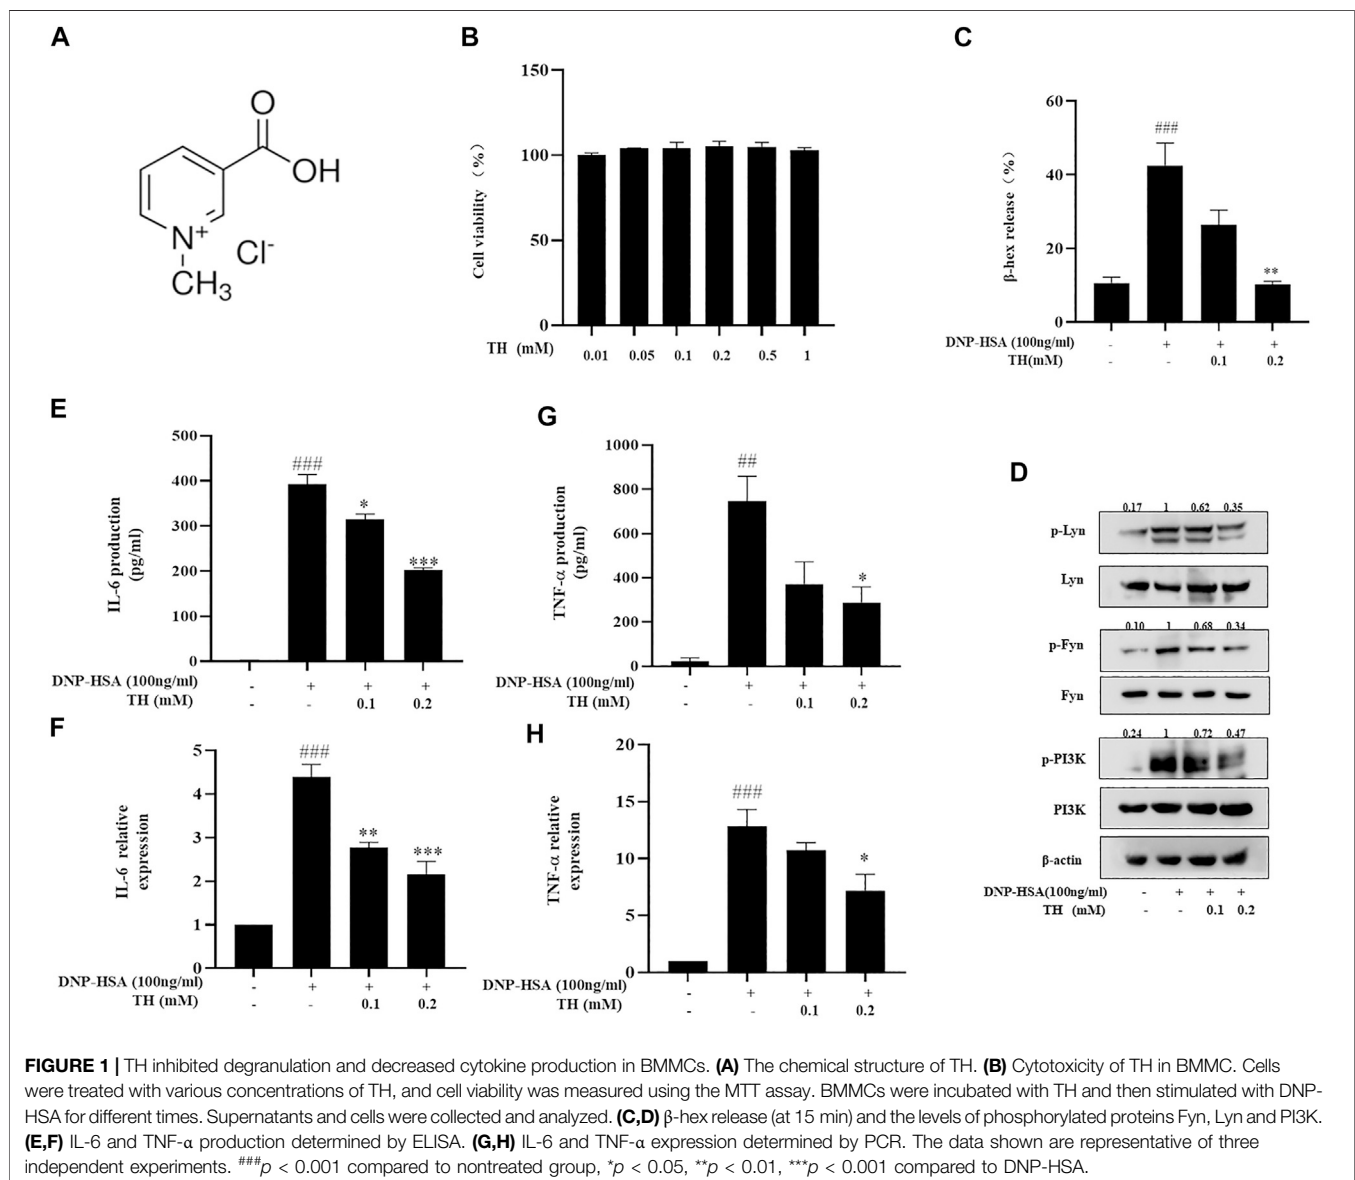 A
O
OH
N+
Cl-
CH3
B
150
100
50
0
Cell viability (%)
TH (mM)
0.01 0.05 0.1 0.2 0.5 1
C
60
40
20
0
β-hex release (%)
###
**
DNP-HSA (100ng/ml) - + + +
TH(mM) - - 0.1 0.2
E
500
400
300
200
100
0
IL-6 production
(pg/ml)
###
*
***
DNP-HSA (100ng/ml) - + + +
TH (mM) - - 0.1 0.2
G
1000
800
600
400
200
0
TNF-α production
(pg/ml)
##
*
DNP-HSA (100ng/ml) - + + +
TH (mM) - - 0.1 0.2
D
0.17 1 0.62 0.35
p-Lyn
Lyn
0.10 1 0.68 0.34
p-Fyn
Fyn
0.24 1 0.72 0.47
p-PI3K
PI3K
β-actin
DNP-HSA(100ng/ml) - + + +
TH (mM) - - 0.1 0.2
F
5
4
3
2
1
0
IL-6 relative
expression
###
**
***
DNP-HSA (100ng/ml) - + + +
TH (mM) - - 0.1 0.2
H
20
15
10
5
0
TNF-α relative
expression
###
*
DNP-HSA (100ng/ml) - + + +
TH (mM) - - 0.1 0.2
FIGURE 1 | TH inhibited degranulation and decreased cytokine production in BMMCs. (A) The chemical structure of TH. (B) Cytotoxicity of TH in BMMC. Cells
were treated with various concentrations of TH, and cell viability was measured using the MTT assay. BMMCs were incubated with TH and then stimulated with DNP-
HSA for different times. Supernatants and cells were collected and analyzed. (C,D) β-hex release (at 15 min) and the levels of phosphorylated proteins Fyn, Lyn and PI3K.
(E,F) IL-6 and TNF-α production determined by ELISA. (G,H) IL-6 and TNF-α expression determined by PCR. The data shown are representative of three
independent experiments. ###p < 0.001 compared to nontreated group, *p < 0.05, **p < 0.01, ***p < 0.001 compared to DNP-HSA.